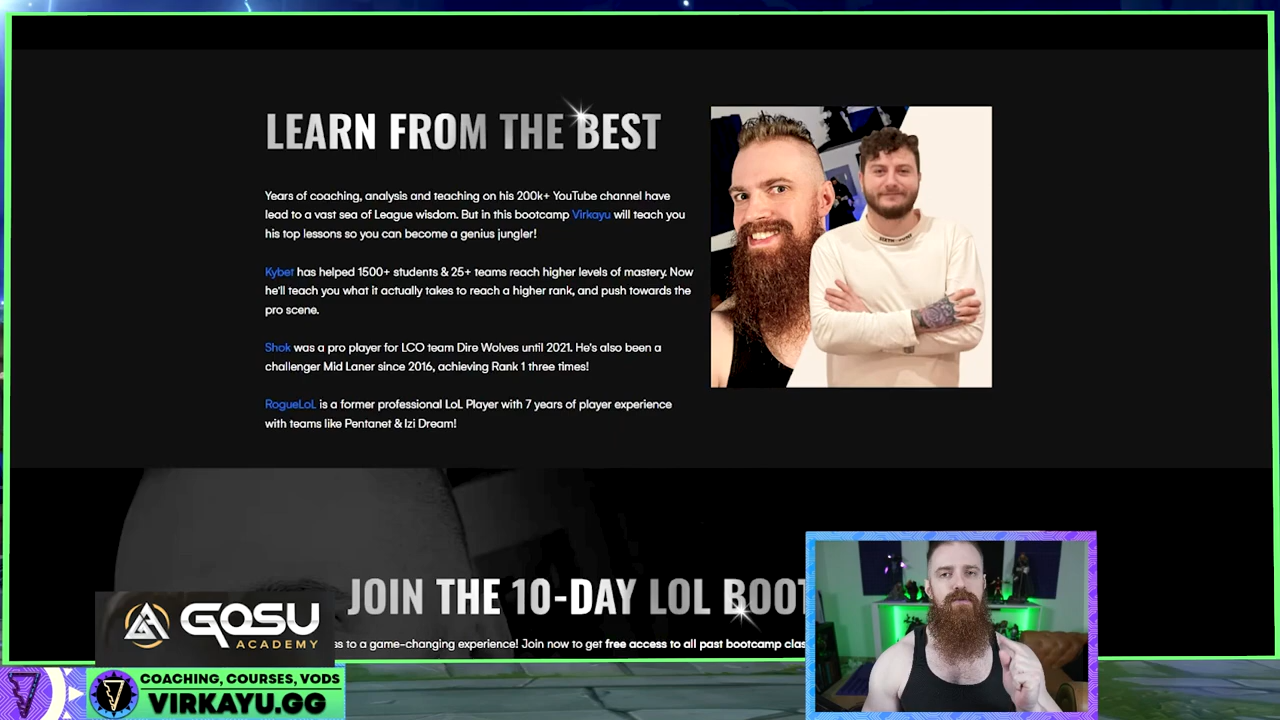 LEARN FROM THE BEST
Years of coaching, analysis and teaching on his 200k+ YouTube channel have
lead to a vast sea of League wisdom. But in this bootcamp Virkayu will teach you
his top lessons so you can become a genius jungler!
Kybet has helped 1500+ students & 25+ teams reach higher levels of mastery. Now
he'll teach you what it actually takes to reach a higher rank, and push towards the
pro scene.
Shok was a pro player for LCO team Dire Wolves until 2021. He's also been a
challenger Mid Laner since 2016, achieving Rank 1 three times!
RogueLoL is a former professional LoL Player with 7 years of player experience
with teams like Pentanet & Izi Dream!
JOIN THE 10-DAY LOL BOOT
to a game-changing experience! Join now to get free access to all past bootcamp clas
GOSU
ACADEMY
COACHING, COURSES, VODS
VIRKAYU.GG